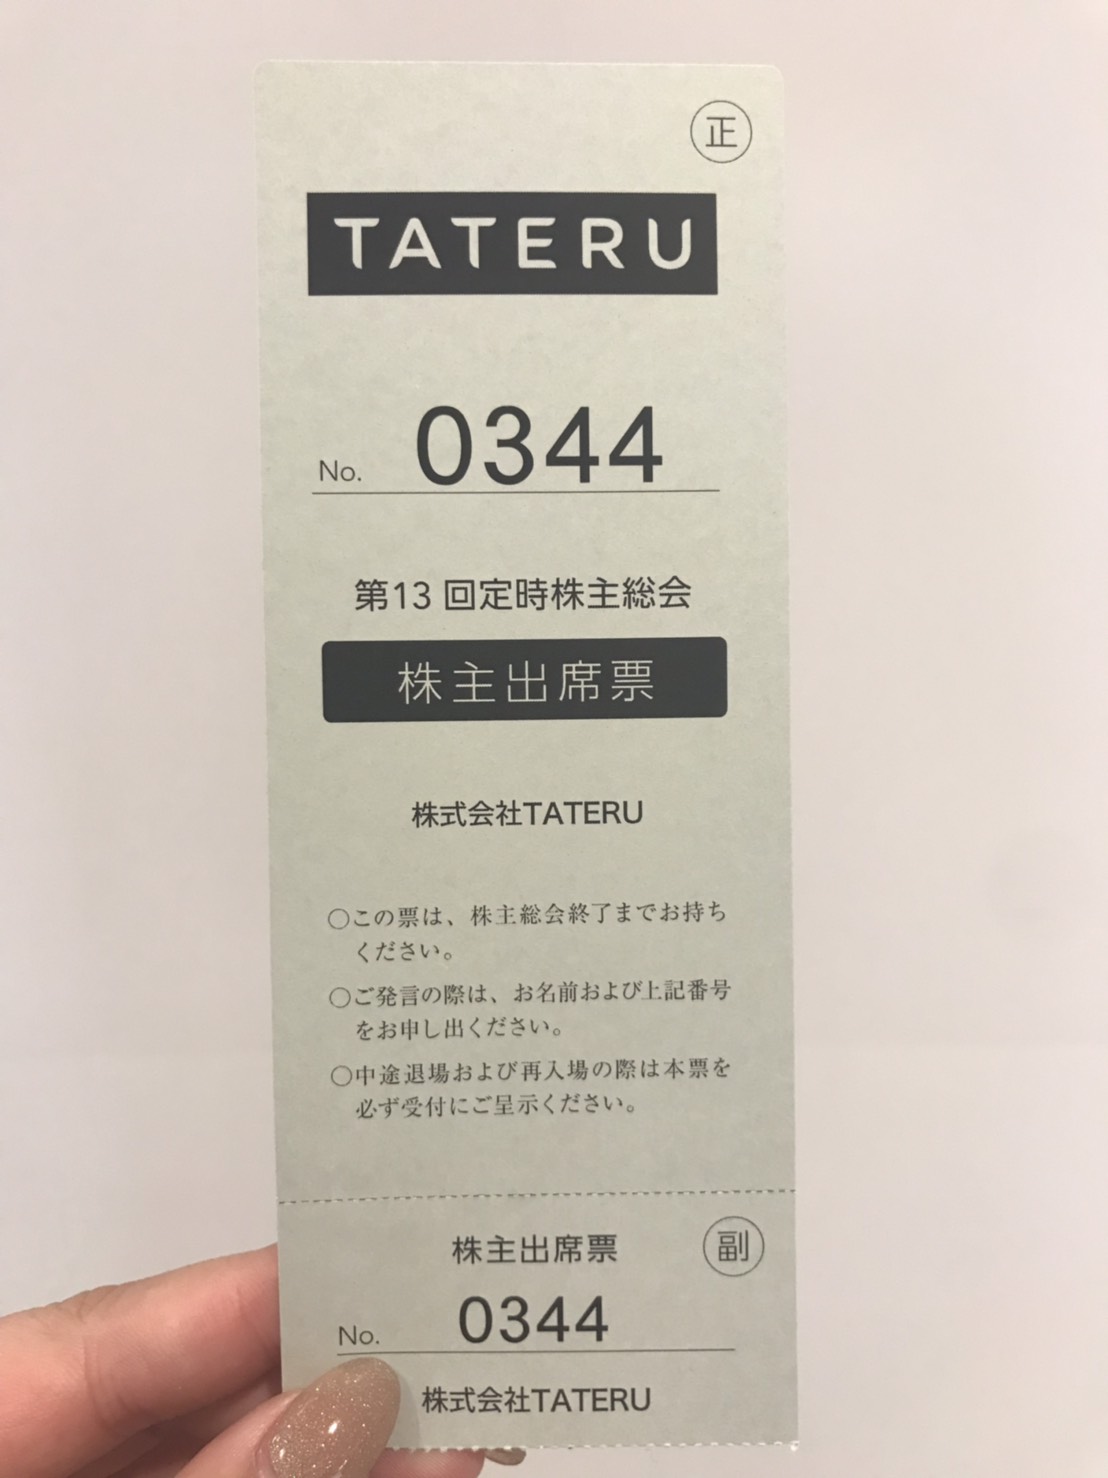 正
TATERU
No. 0344
第13回定時株主総会
株主出席票
株式会社TATERU
○この票は、株主総会終了までお持ち
ください。
○ご発言の際は、お名前および上記番号
をお申し出ください。
○中途退場および再入場の際は本票を
必ず受付にご呈示ください。
株主出席票 副
No. 0344
株式会社TATERU